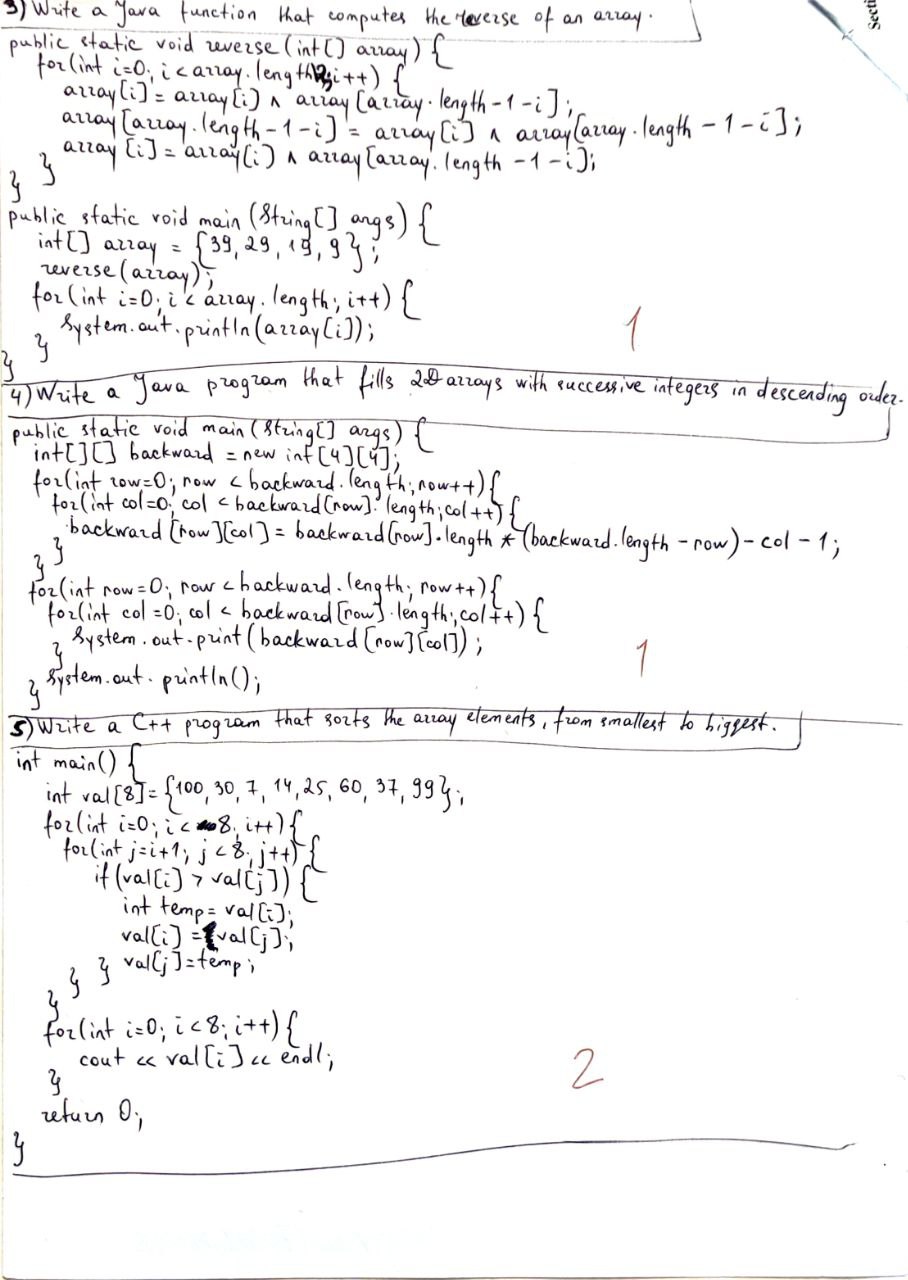 3) Write a Java function that computes the reverse of an array.
Secti
public static void reverse (int[] array) {
for(int i=0; i<array.length;i++) {
array[i] = array[i] ^ array[array.length-1-i];
array[array.length-1-i] = array[i] ^ array[array.length-1-i];
array[i] = array[i] ^ array[array.length-1-i];
}
}
public static void main (String[] args) {
int[] array = {39, 29, 19, 9};
reverse(array);
for(int i=0; i< array.length; i++) {
System.out.println(array[i]);
}
1
}
4) Write a Java program that fills 2D arrays with successive integers in descending order.
public static void main (String[] args) {
int[][] backward = new int[4][4];
for(int row=0; row < backward.length; row++){
for(int col=0; col < backward[row].length; col++) {
backward[row][col] = backward[row].length * (backward.length - row) - col - 1;
}
}
for(int row=0; row < backward.length; row++){
for(int col=0; col < backward[row].length; col++) {
System.out.print(backward[row][col]);
}
1
System.out.println();
}
5) Write a C++ program that sorts the array elements, from smallest to biggest.
int main() {
int val[8]={100, 30, 7, 14, 25, 60, 37, 99};
for(int i=0; i< 8; i++){
for(int j=i+1; j<8; j++) {
if (val[i] > val[j]) {
int temp= val[i];
val[i] = val[j];
} } val[j]=temp;
}
for(int i=0; i<8; i++){
cout << val[i] << endl;
}
2
return 0;
}